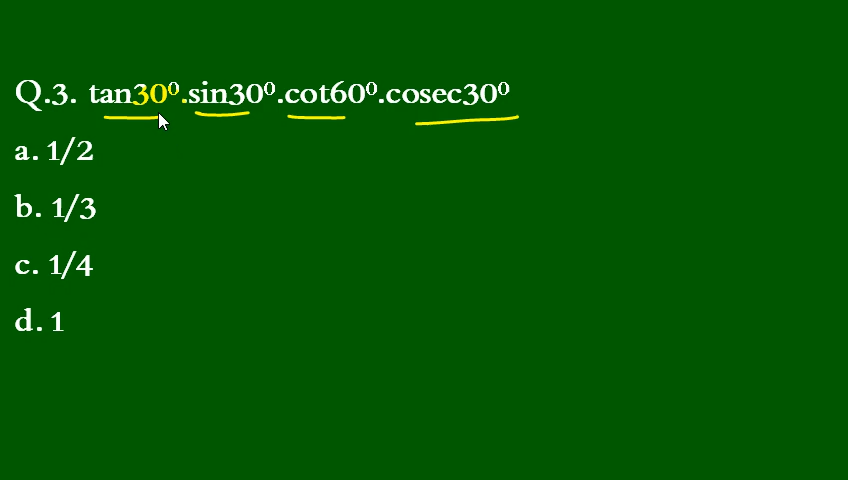 Q.3. tan30⁰.sin30⁰.cot60⁰.cosec30⁰
a. 1/2
b. 1/3
c. 1/4
d. 1